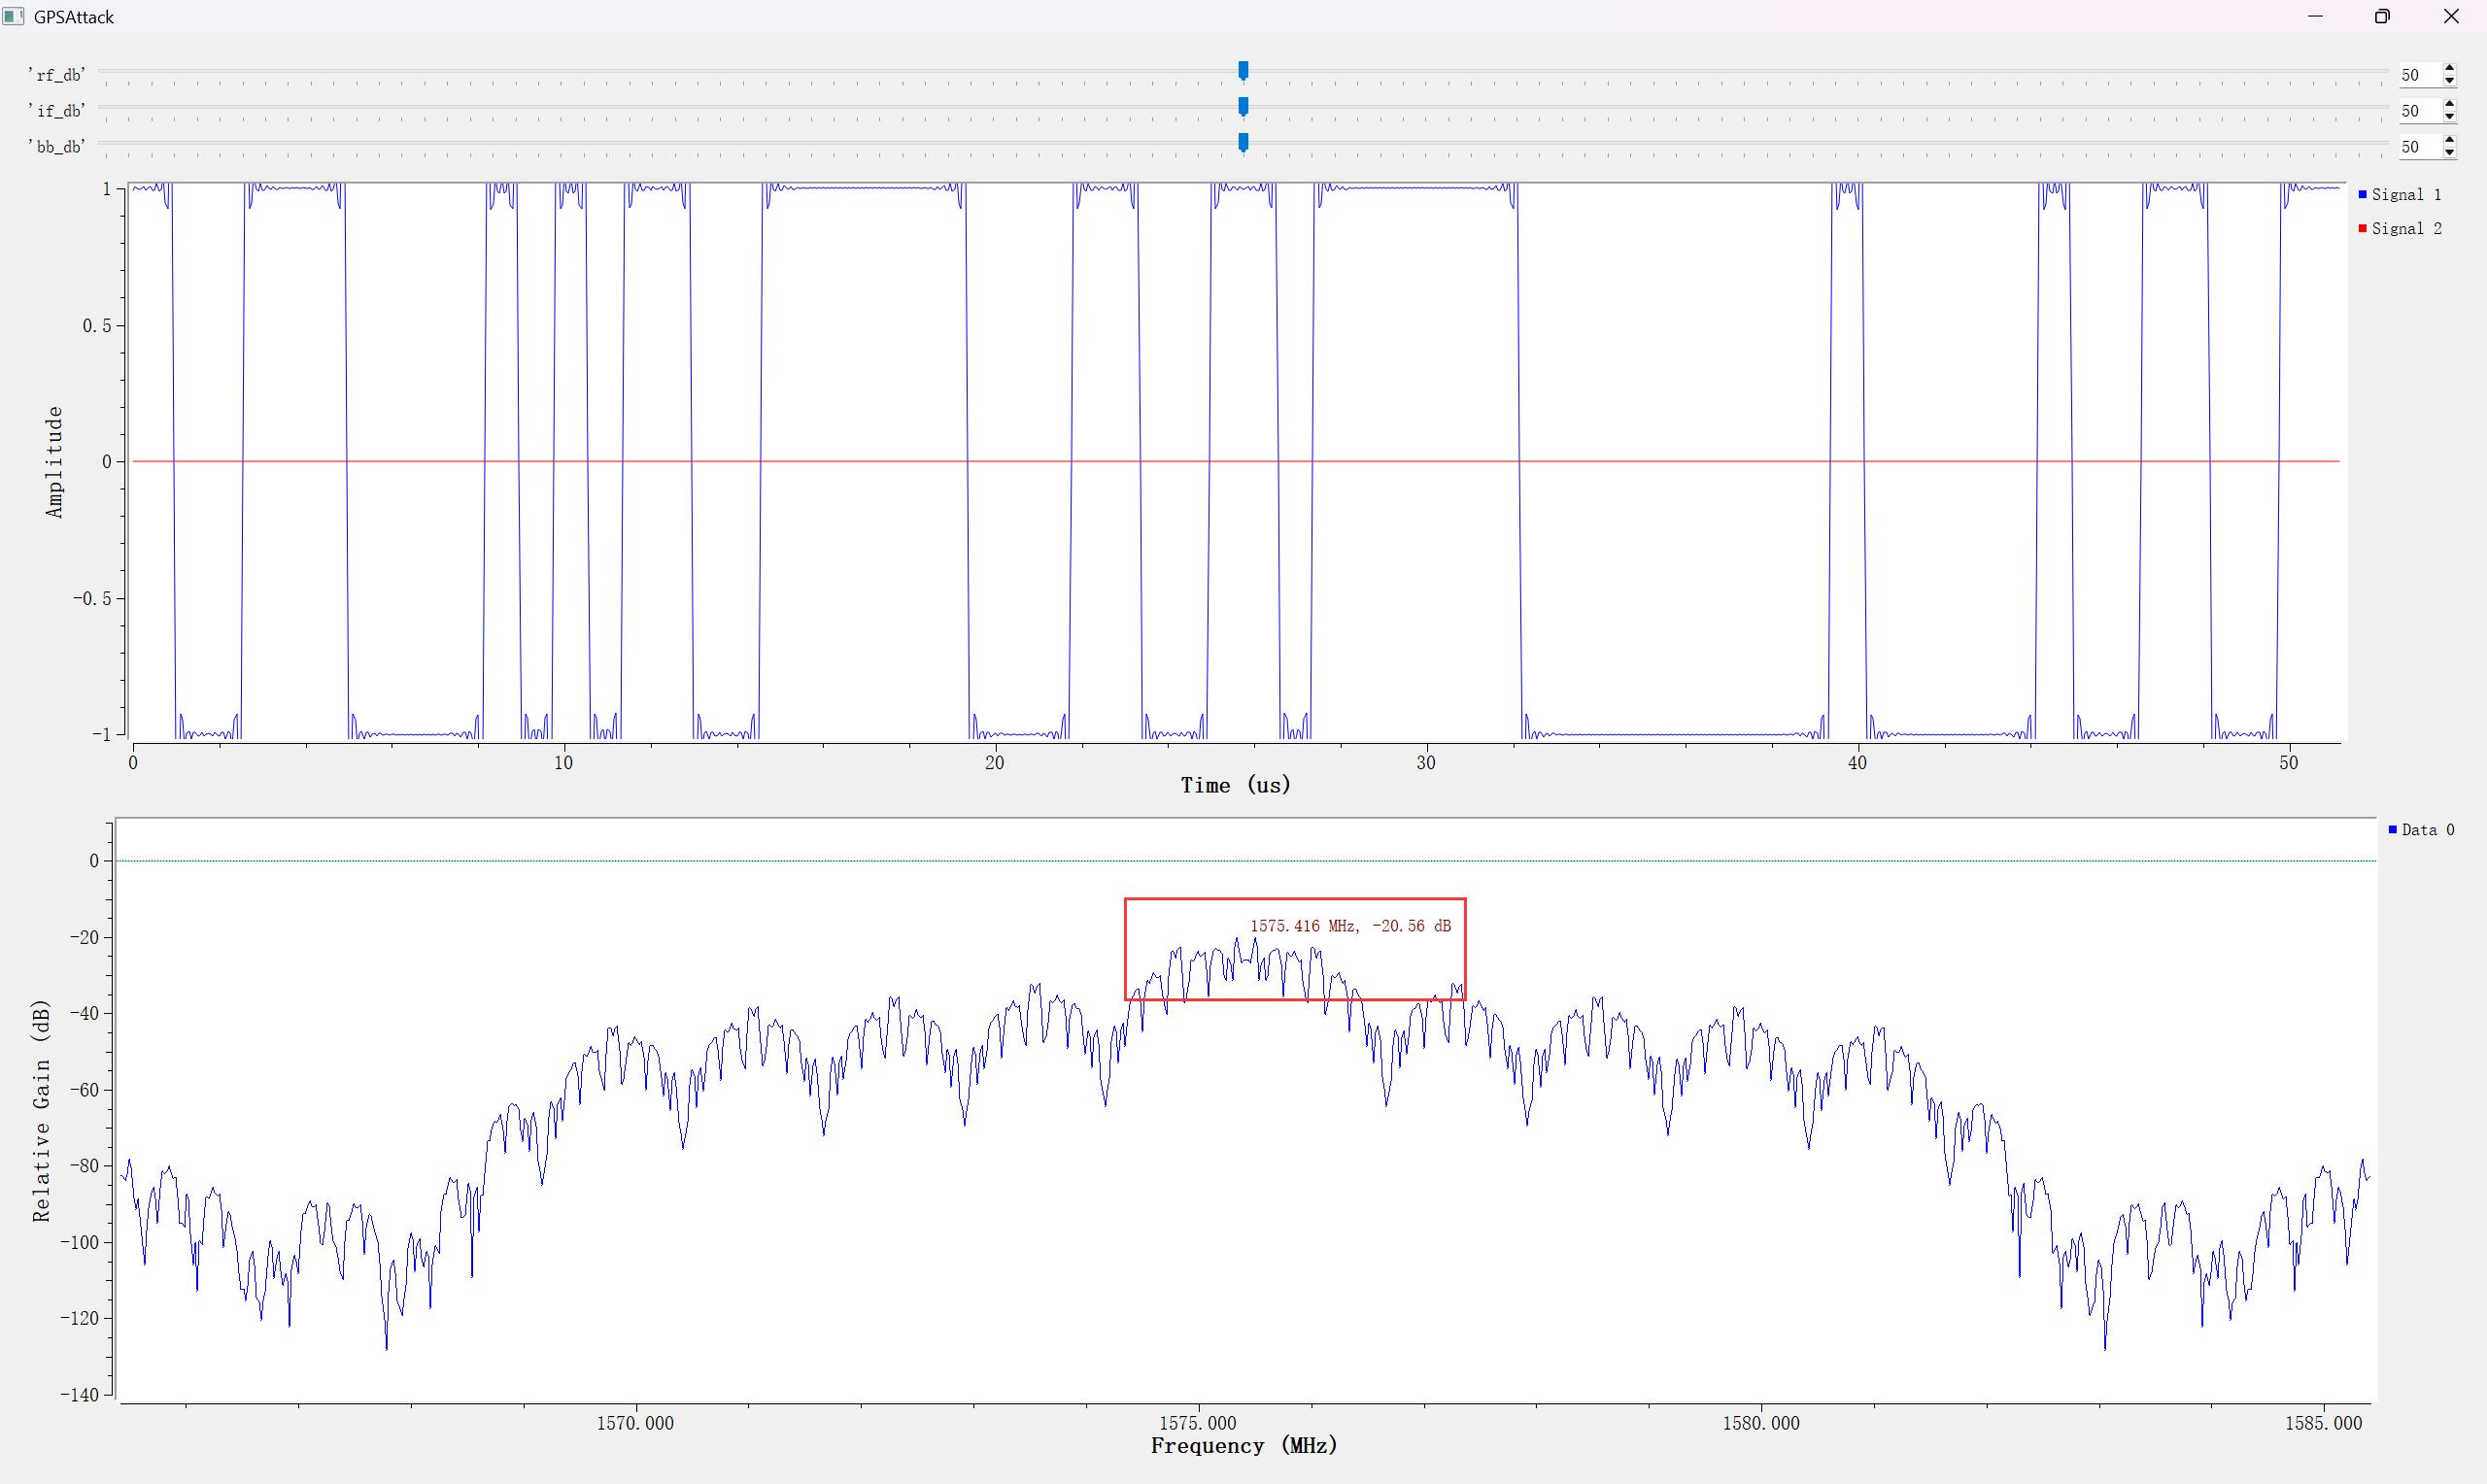 GPSAttack
'rf_db' 50
'if_db' 50
'bb_db' 50
1
0.5
0
-0.5
-1
Amplitude
0 10 20 30 40 50
Time (us)
Signal 1
Signal 2
0
-20
-40
-60
-80
-100
-120
-140
Relative Gain (dB)
1575.416 MHz, -20.56 dB
Data 0
1570.000 1575.000 1580.000 1585.000
Frequency (MHz)